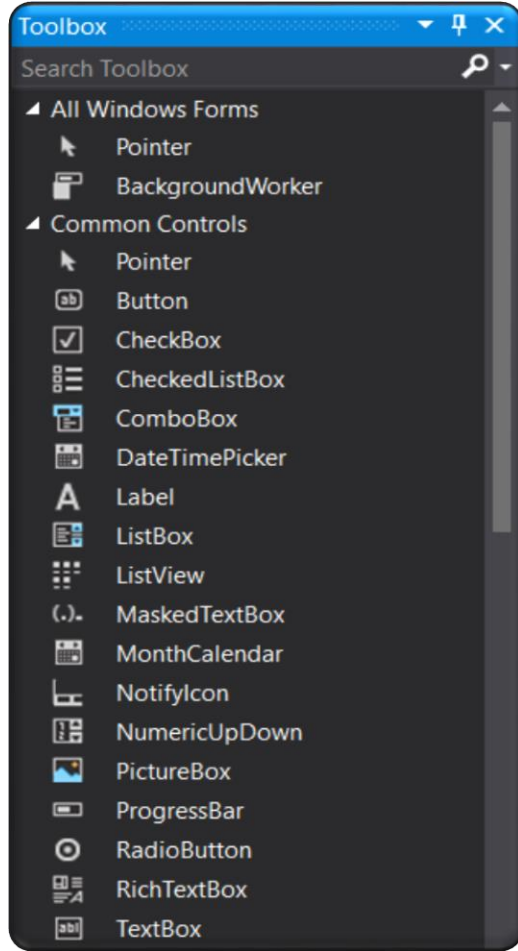 Toolbox
Search Toolbox
All Windows Forms
Pointer
BackgroundWorker
Common Controls
Pointer
Button
CheckBox
CheckedListBox
ComboBox
DateTimePicker
Label
ListBox
ListView
MaskedTextBox
MonthCalendar
NotifyIcon
NumericUpDown
PictureBox
ProgressBar
RadioButton
RichTextBox
TextBox